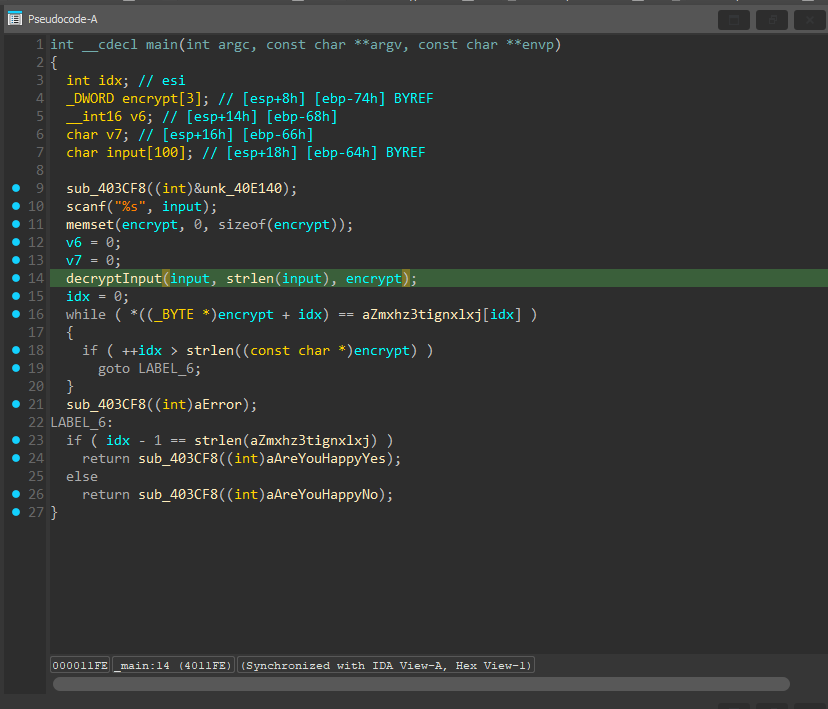 Pseudocode-A
1 int __cdecl main(int argc, const char **argv, const char **envp)
2 {
3   int idx; // esi
4   _DWORD encrypt[3]; // [esp+8h] [ebp-74h] BYREF
5   __int16 v6; // [esp+14h] [ebp-68h]
6   char v7; // [esp+16h] [ebp-66h]
7   char input[100]; // [esp+18h] [ebp-64h] BYREF
8
9   sub_403CF8((int)&unk_40E140);
10   scanf("%s", input);
11   memset(encrypt, 0, sizeof(encrypt));
12   v6 = 0;
13   v7 = 0;
14   decryptInput(input, strlen(input), encrypt);
15   idx = 0;
16   while ( *((_BYTE *)encrypt + idx) == aZmxhz3tignxlxj[idx] )
17   {
18     if ( ++idx > strlen((const char *)encrypt) )
19       goto LABEL_6;
20   }
21   sub_403CF8((int)aError);
22 LABEL_6:
23   if ( idx - 1 == strlen(aZmxhz3tignxlxj) )
24     return sub_403CF8((int)aAreYouHappyYes);
25   else
26     return sub_403CF8((int)aAreYouHappyNo);
27 }
000011FE _main:14 (4011FE) (Synchronized with IDA View-A, Hex View-1)